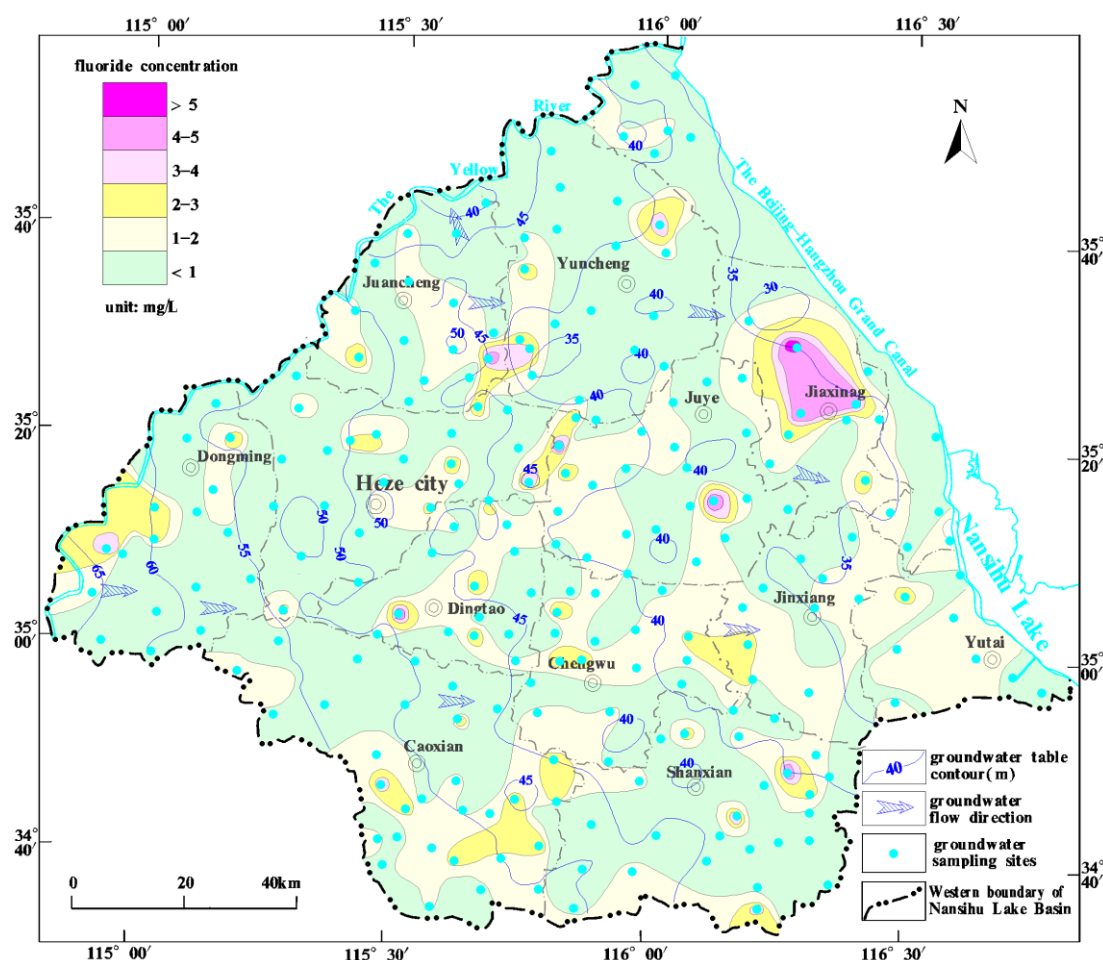 115° 00′
115° 30′
116° 00′
116° 30′
fluoride concentration
> 5
4-5
3-4
2-3
1-2
< 1
unit: mg/L
35°
40′
35°
20′
35°
00′
34°
40′
35°
40′
35°
20′
35°
00′
34°
40′
N
The
Yellow
River
The Beijing-Hangzhou Grand Canal
Nansihu Lake
40
40
45
Yuncheng
35
30
Juancheng
40
50
45
35
40
Juye
Jiaxinag
40
Dongming
45
40
Heze city
50
50
55
50
40
35
65
60
Dingtao
45
40
Jinxiang
Chengwu
Yutai
40
Caoxian
40
Shanxian
45
40
groundwater table
contour(m)
groundwater
flow direction
groundwater
sampling sites
Western boundary of
Nansihu Lake Basin
0
20
40km
115° 00′
115° 30′
116° 00′
116° 30′